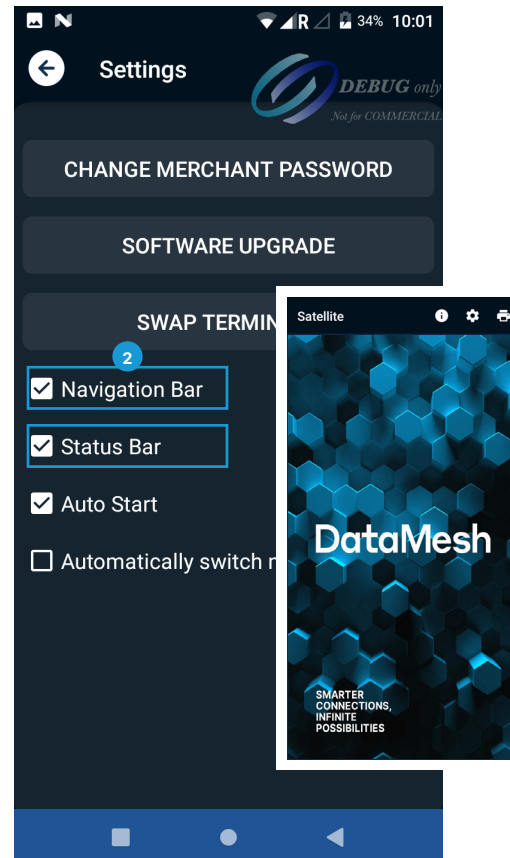 N
R
34%
10:01
Settings
DEBUG only
Not for COMMERCIAL
CHANGE MERCHANT PASSWORD
SOFTWARE UPGRADE
SWAP
2
Navigation Bar
Status Bar
Auto Start
Automatically switch
Satellite
DataMesh
SMARTER
CONNECTIONS,
INFINITE
POSSIBILITIES